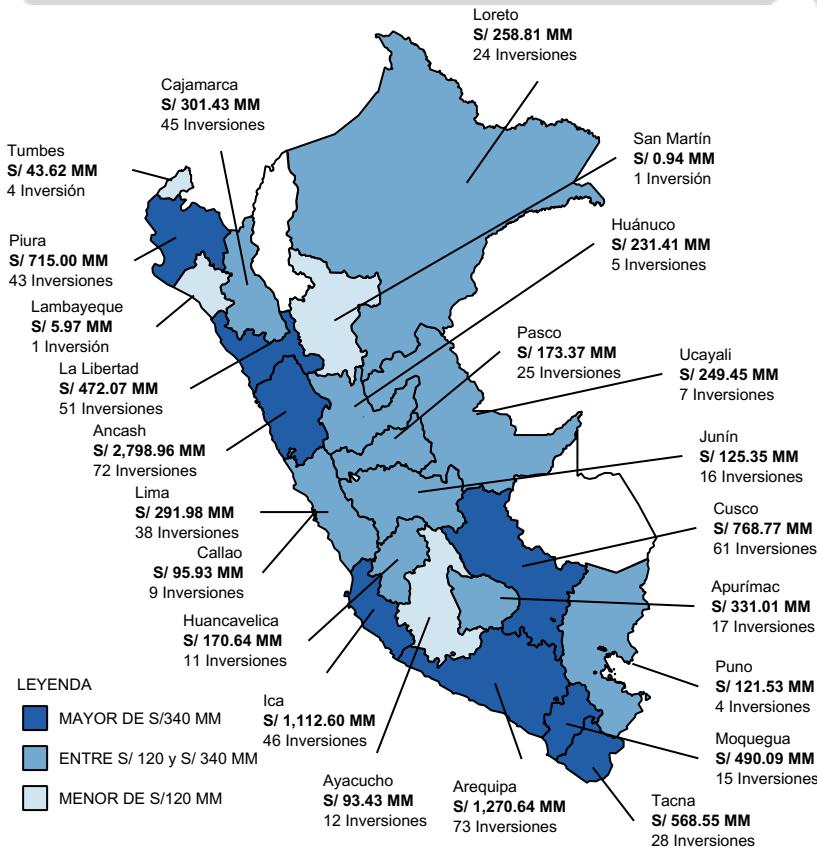 Loreto
S/ 258.81 MM
24 Inversiones
Cajamarca
S/ 301.43 MM
45 Inversiones
San Martín
S/ 0.94 MM
1 Inversión
Tumbes
S/ 43.62 MM
4 Inversión
Huánuco
S/ 231.41 MM
5 Inversiones
Piura
S/ 715.00 MM
43 Inversiones
Lambayeque
S/ 5.97 MM
1 Inversión
Pasco
S/ 173.37 MM
25 Inversiones
Ucayali
S/ 249.45 MM
7 Inversiones
La Libertad
S/ 472.07 MM
51 Inversiones
Ancash
S/ 2,798.96 MM
72 Inversiones
Junín
S/ 125.35 MM
16 Inversiones
Lima
S/ 291.98 MM
38 Inversiones
Cusco
S/ 768.77 MM
61 Inversiones
Callao
S/ 95.93 MM
9 Inversiones
Apurímac
S/ 331.01 MM
17 Inversiones
Huancavelica
S/ 170.64 MM
11 Inversiones
Puno
S/ 121.53 MM
4 Inversiones
Ica
S/ 1,112.60 MM
46 Inversiones
Moquegua
S/ 490.09 MM
15 Inversiones
Ayacucho
S/ 93.43 MM
12 Inversiones
Arequipa
S/ 1,270.64 MM
73 Inversiones
Tacna
S/ 568.55 MM
28 Inversiones
LEYENDA
MAYOR DE S/340 MM
ENTRE S/ 120 y S/ 340 MM
MENOR DE S/120 MM